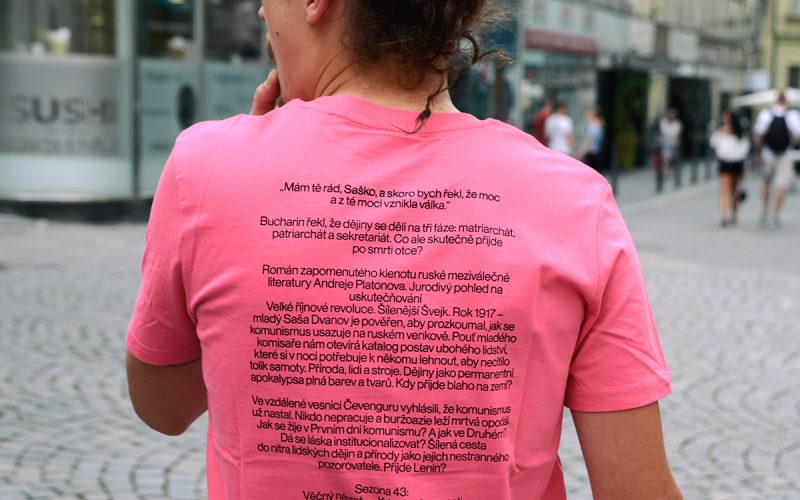 SUSHI
„Mám tě rád, Saško, a skoro bych řekl, že moc
a z té moci vznikla válka."
Bucharin řekl, že dějiny se dělí na tři fáze: matriarchát,
patriarchát a sekretariát. Co ale skutečně přijde
po smrti otce?
Román zapomenutého klenotu ruské meziválečné
literatury Andreje Platonova. Jurodivý pohled na
uskutečňování
Velké říjnové revoluce. Šílenější Švejk. Rok 1917 –
mladý Saša Dvanov je pověřen, aby prozkoumal, jak se
komunismus usazuje na ruském venkově. Pouť mladého
komisaře nám otevírá katalog postav ubohého lidství,
které si v noci potřebuje k někomu lehnout, aby necítilo
tolik samoty. Příroda, lidi a stroje. Dějiny jako permanentní
apokalypsa plná barev a tvarů. Kdy přijde blaho na zemi?
Ve vzdálené vesnici Čevenguru vyhlásili, že komunismus
už nastal. Nikdo nepracuje a buržoazie leží mrtvá opodál.
Jak se žije v Prvním dni komunismu? A jak ve Druhém?
Dá se láska institucionalizovat? Šílená cesta
do nitra lidských dějin a přírody jako jejich nestranného
pozorovatele. Přijde Lenin?
Sezona 43:
Věčný